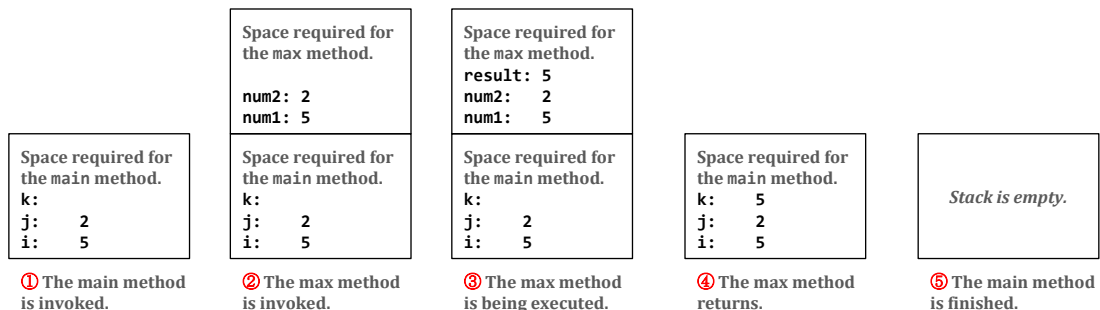 Space required for
the max method.
num2: 2
num1: 5
Space required for
the max method.
result: 5
num2: 2
num1: 5
Space required for
the main method.
k:
j: 2
i: 5
Space required for
the main method.
k:
j: 2
i: 5
Space required for
the main method.
k:
j: 2
i: 5
Space required for
the main method.
k: 5
j: 2
i: 5
Stack is empty.
① The main method
is invoked.
② The max method
is invoked.
③ The max method
is being executed.
④ The max method
returns.
⑤ The main method
is finished.